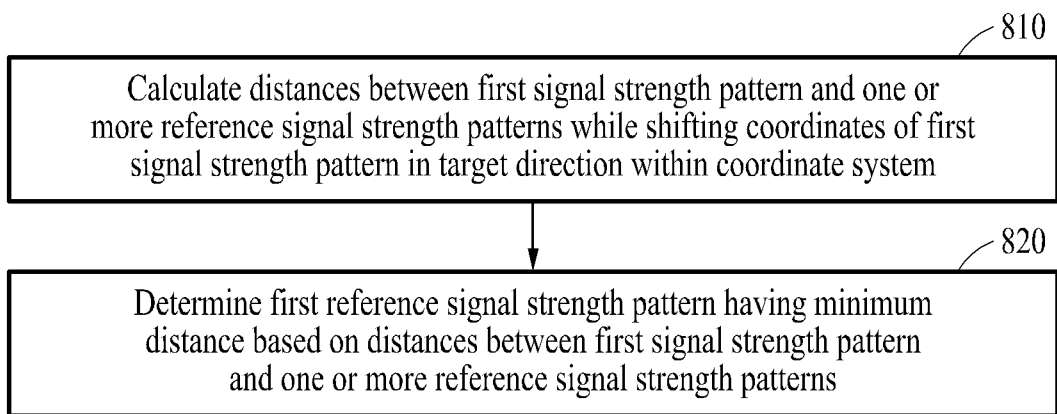 810
Calculate distances between first signal strength pattern and one or
more reference signal strength patterns while shifting coordinates of first
signal strength pattern in target direction within coordinate system
820
Determine first reference signal strength pattern having minimum
distance based on distances between first signal strength pattern
and one or more reference signal strength patterns